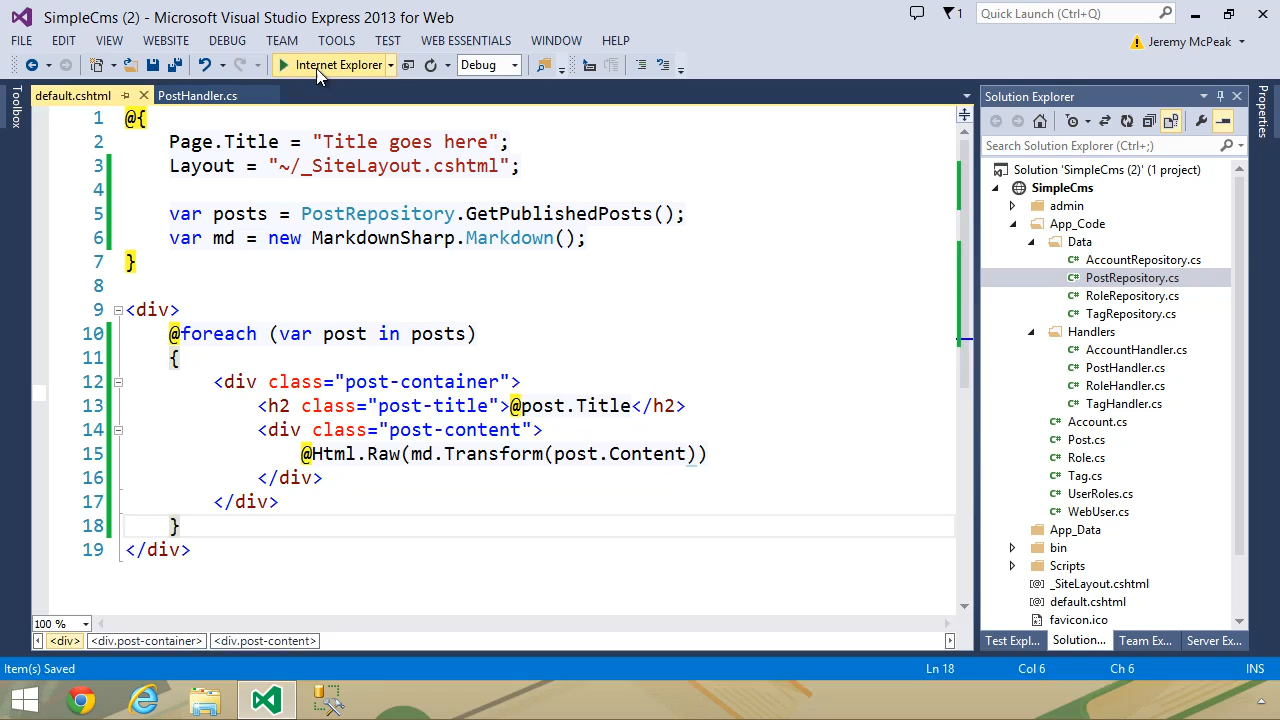 SimpleCms (2) - Microsoft Visual Studio Express 2013 for Web
1
Quick Launch (Ctrl+;)
FILE EDIT VIEW WEBSITE DEBUG TEAM TOOLS TEST WEB ESSENTIALS WINDOW HELP
Jeremy McPeak
Internet Explorer
Debug
Toolbox
default.cshtml
PostHandler.cs
1 @{
2 Page.Title = "Title goes here";
3 Layout = "~/_SiteLayout.cshtml";
4
5 var posts = PostRepository.GetPublishedPosts();
6 var md = new MarkdownSharp.Markdown();
7 }
8
9 <div>
10 @foreach (var post in posts)
11 {
12 <div class="post-container">
13 <h2 class="post-title">@post.Title</h2>
14 <div class="post-content">
15 @Html.Raw(md.Transform(post.Content))
16 </div>
17 </div>
18 }
19 </div>
100 %
<div> <div.post-container> <div.post-content>
Solution Explorer
Search Solution Explorer (Ctrl+;)
Solution 'SimpleCms (2)' (1 project)
SimpleCms
admin
App_Code
Data
AccountRepository.cs
PostRepository.cs
RoleRepository.cs
TagRepository.cs
Handlers
AccountHandler.cs
PostHandler.cs
RoleHandler.cs
TagHandler.cs
Account.cs
Post.cs
Role.cs
Tag.cs
UserRoles.cs
WebUser.cs
App_Data
bin
Scripts
_SiteLayout.cshtml
default.cshtml
favicon.ico
Test Expl... Solution... Team Ex... Server Ex...
Properties
Item(s) Saved
Ln 18
Col 6
Ch 6
INS